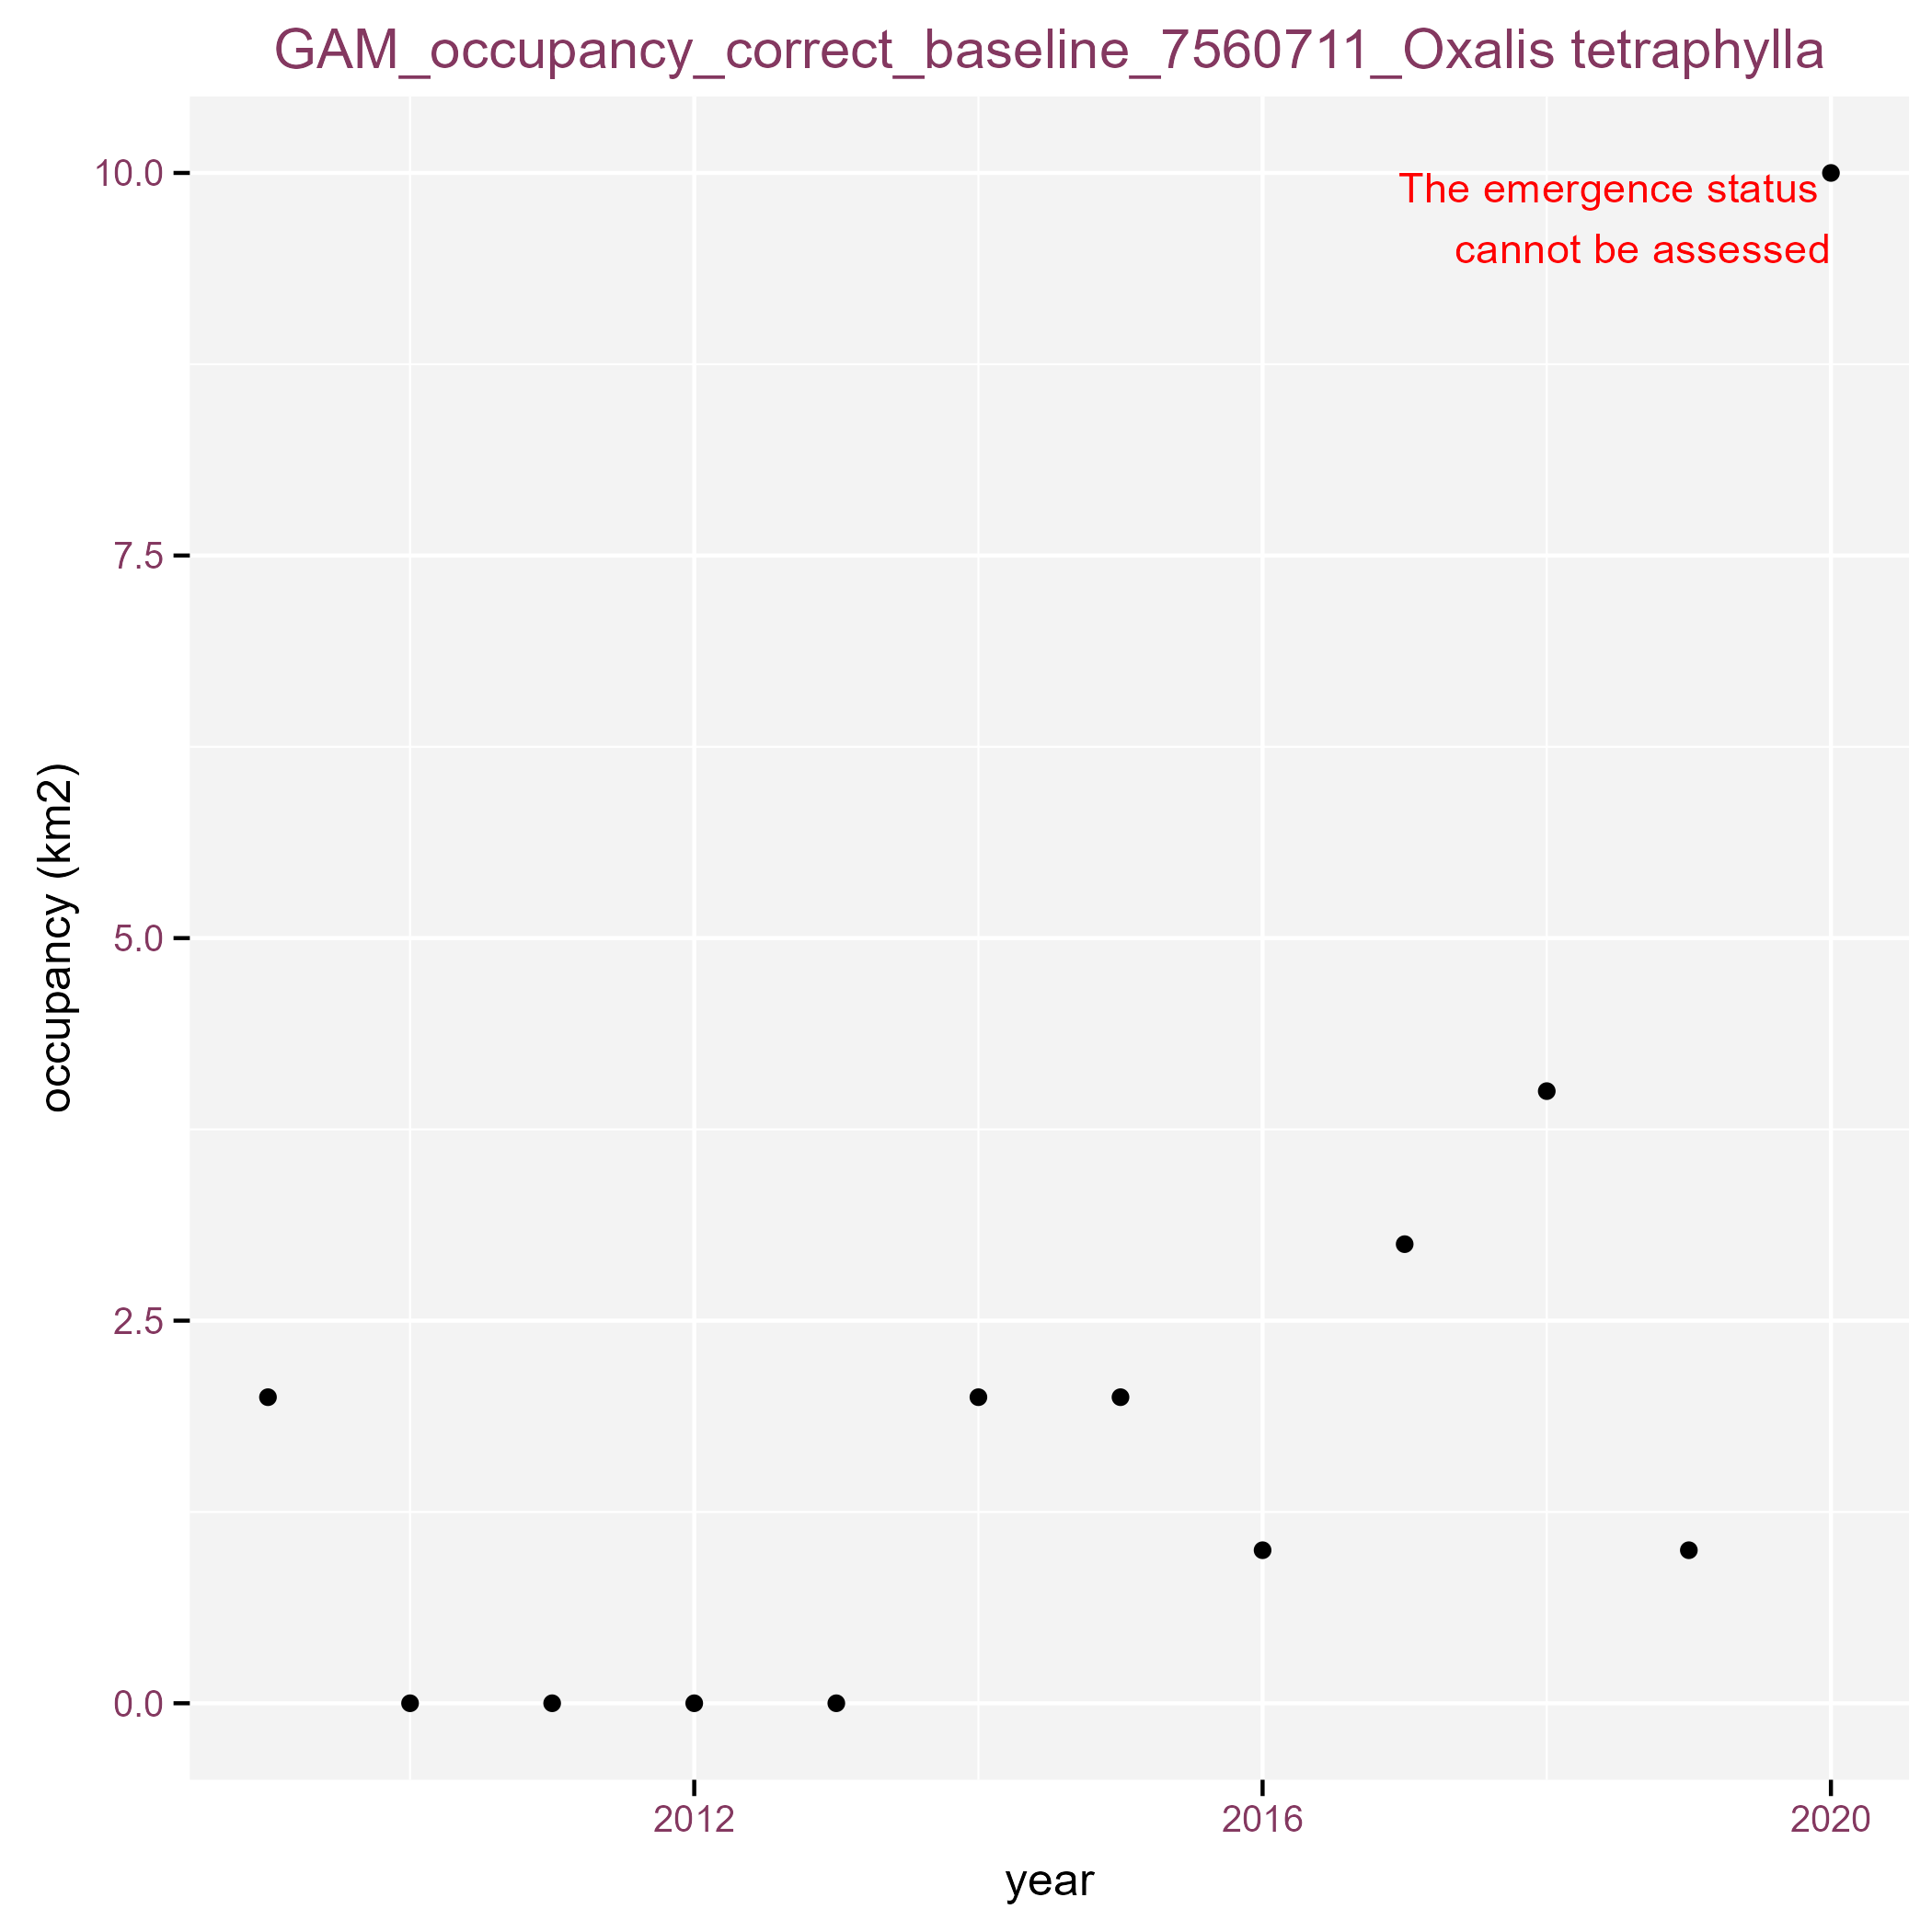 GAM_occupancy_correct_baseline_7560711_Oxalis tetraphylla
10.0
The emergence status
cannot be assessed
7.5
5.0
2.5
0.0
occupancy (km2)
2012
2016
2020
year